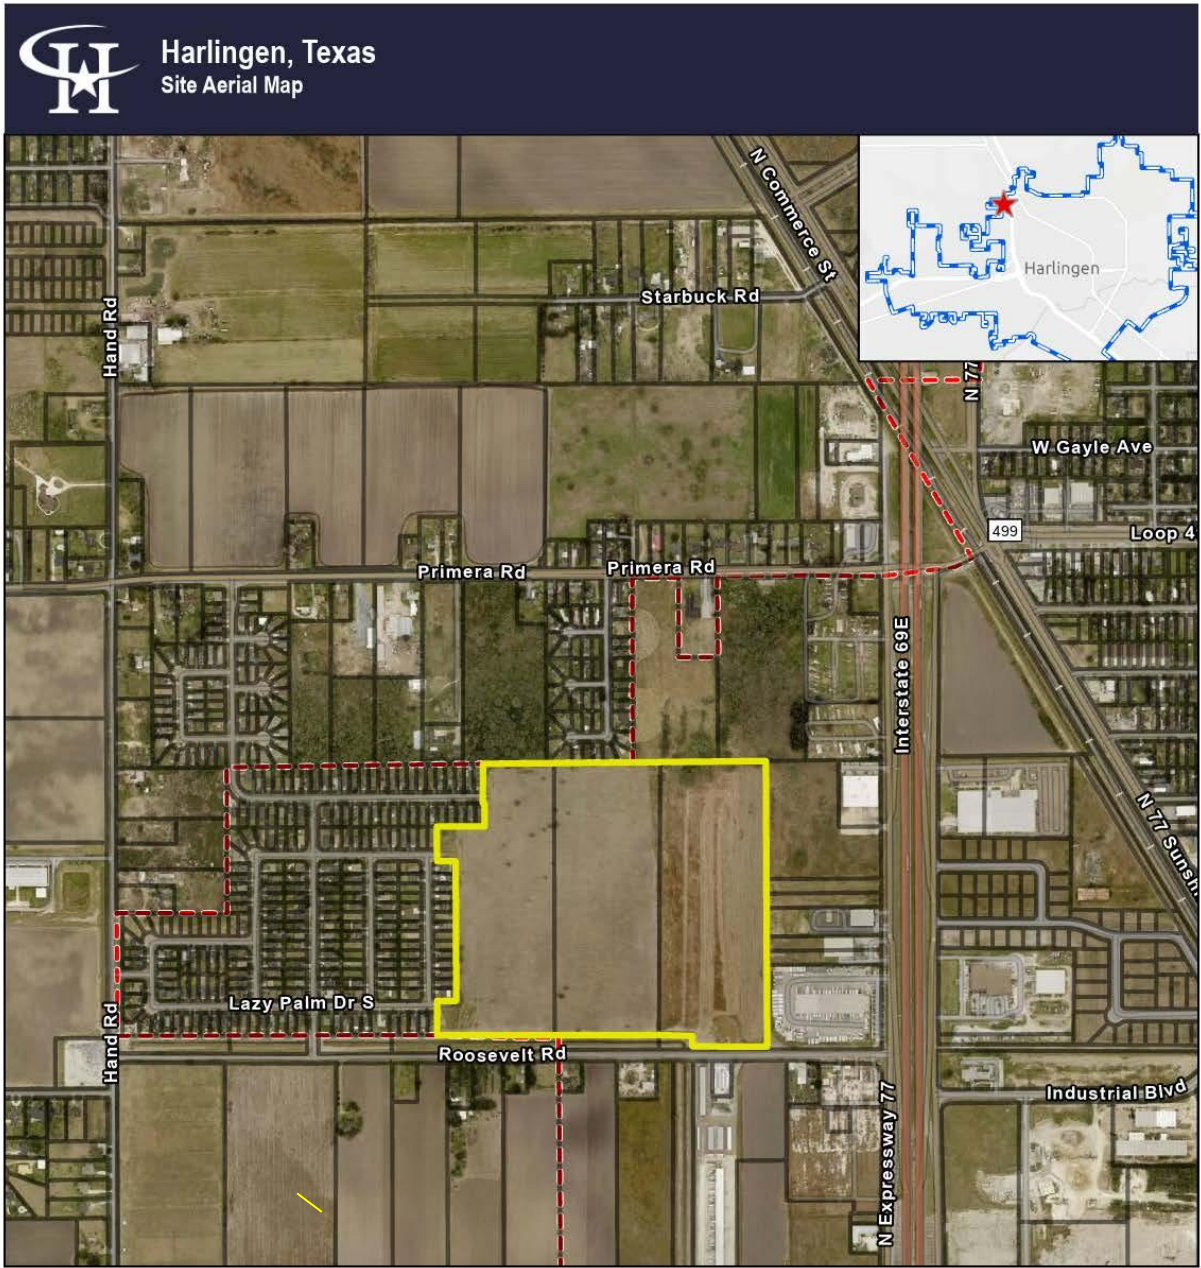 Harlingen, Texas
Site Aerial Map
N Commerce St
Starbuck Rd
Harlingen
Hand Rd
N 77
W Gayle Ave
499
Loop 4
Primera Rd
Primera Rd
Interstate 69E
N 77 Sunsh
Lazy Palm Dr S
Hand Rd
Roosevelt Rd
Industrial Blvd
N Expressway 77